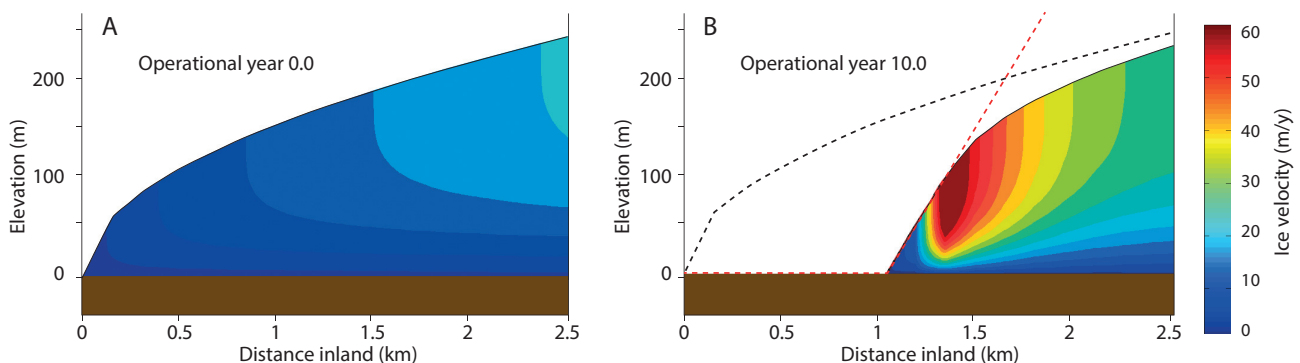 A
Operational year 0.0
Elevation (m)
200
100
0
0 0.5 1 1.5 2 2.5
Distance inland (km)
B
Operational year 10.0
Elevation (m)
200
100
0
0 0.5 1 1.5 2 2.5
Distance inland (km)
60
50
40
30
20
10
0
Ice velocity (m/y)